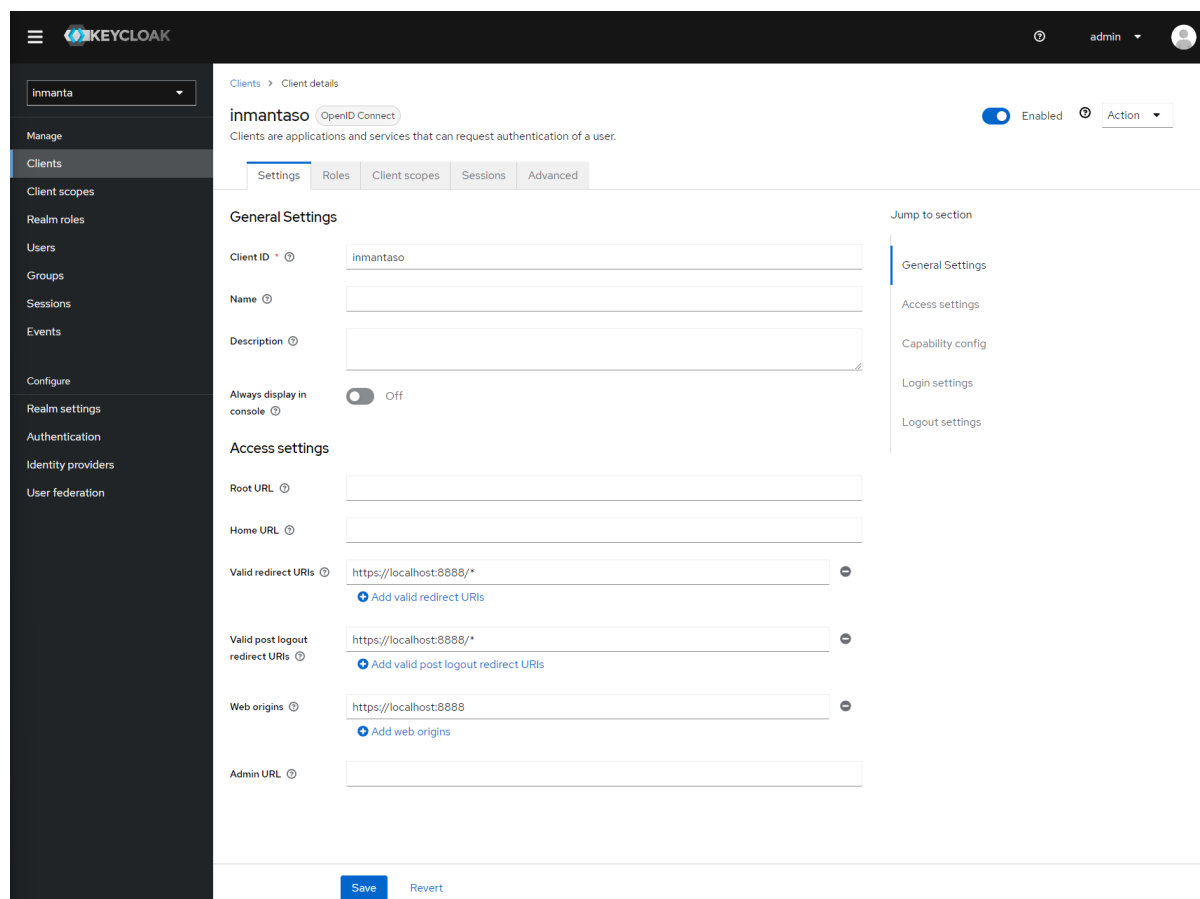 KEYCLOAK
admin
inmanta
Manage
Clients
Client scopes
Realm roles
Users
Groups
Sessions
Events
Configure
Realm settings
Authentication
Identity providers
User federation
Clients > Client details
inmantaso OpenID Connect
Clients are applications and services that can request authentication of a user.
Enabled
Action
Settings Roles Client scopes Sessions Advanced
General Settings
Client ID *
inmantaso
Name
Description
Always display in
console
Off
Access settings
Root URL
Home URL
Valid redirect URIs
https://localhost:8888/*
Add valid redirect URIs
Valid post logout
redirect URIs
https://localhost:8888/*
Add valid post logout redirect URIs
Web origins
https://localhost:8888
Add web origins
Admin URL
Save Revert
Jump to section
General Settings
Access settings
Capability config
Login settings
Logout settings